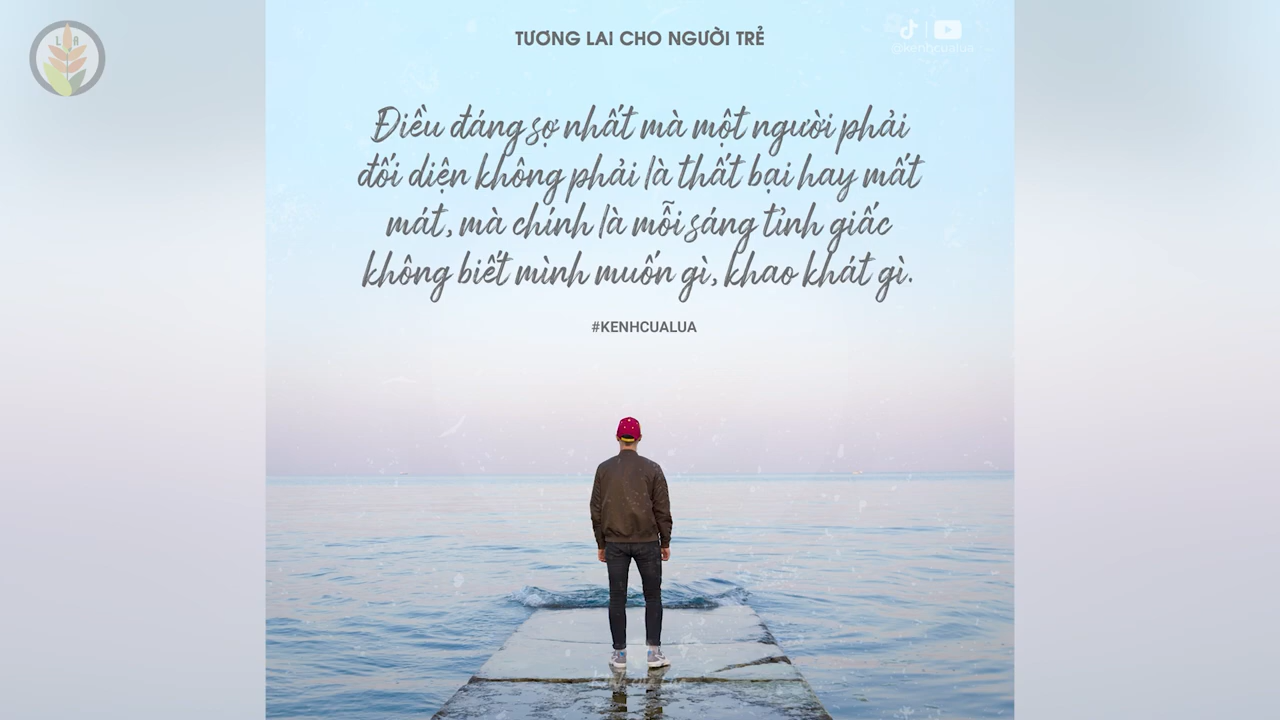 L A
TƯƠNG LAI CHO NGƯỜI TRẺ
@kenhcualua
Điều đáng sợ nhất mà một người phải
đối diện không phải là thất bại hay mất
mát, mà chính là mỗi sáng tỉnh giấc
không biết mình muốn gì, khao khát gì.
#KENHCUALUA